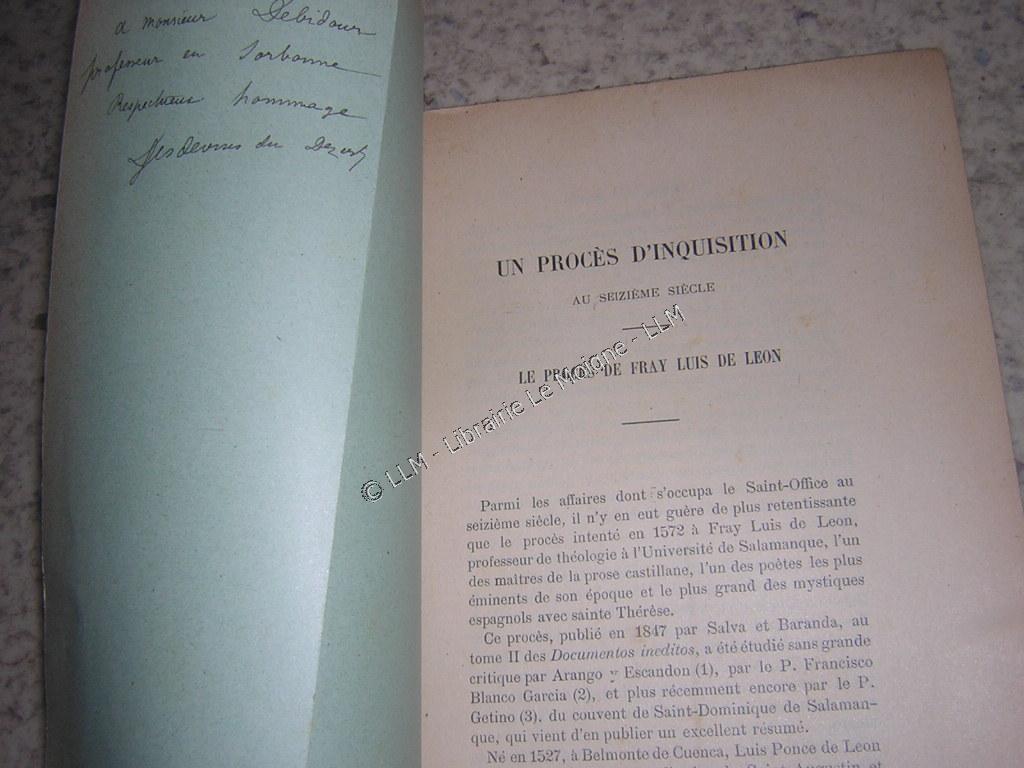 a monsieur Debidour
professeur en Sorbonne
Respectueux hommage
Desdevises du Dezert
UN PROCÈS D'INQUISITION
AU SEIZIÈME SIÈCLE
LE PROCÈS DE FRAY LUIS DE LEON
© LLM - Librairie Le Moigne - LLM
Parmi les affaires dont s'occupa le Saint-Office au
seizième siècle, il n'y en eut guère de plus retentissante
que le procès intenté en 1572 à Fray Luis de Leon,
professeur de théologie à l'Université de Salamanque, l'un
des maîtres de la prose castillane, l'un des poètes les plus
éminents de son époque et le plus grand des mystiques
espagnols avec sainte Thérèse.
Ce procès, publié en 1847 par Salva et Baranda, au
tome II des Documentos ineditos, a été étudié sans grande
critique par Arango y Escandon (1), par le P. Francisco
Blanco Garcia (2), et plus récemment encore par le P.
Getino (3). du couvent de Saint-Dominique de Salaman-
que, qui vient d'en publier un excellent résumé.
Né en 1527, à Belmonte de Cuenca, Luis Ponce de Leon
Saint-Augustin et